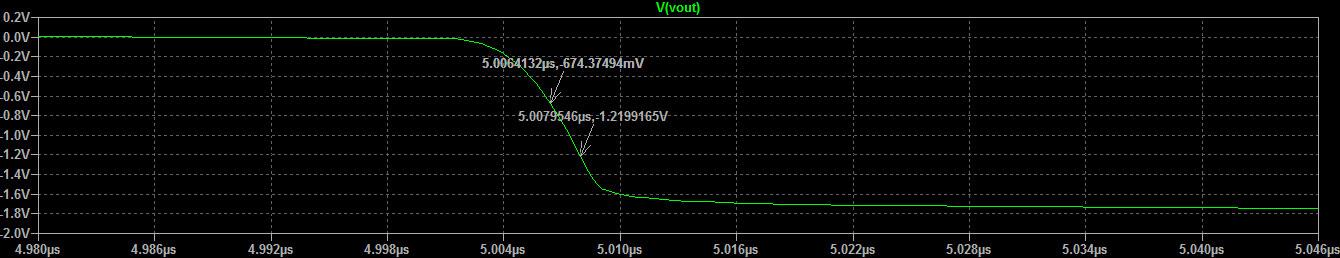 V(vout)
0.2V
0.0V
-0.2V
-0.4V
-0.6V
-0.8V
-1.0V
-1.2V
-1.4V
-1.6V
-1.8V
-2.0V
5.0064132µs,-674.37494mV
5.0079546µs,-1.2199165V
4.980µs 4.986µs 4.992µs 4.998µs 5.004µs 5.010µs 5.016µs 5.022µs 5.028µs 5.034µs 5.040µs 5.046µs